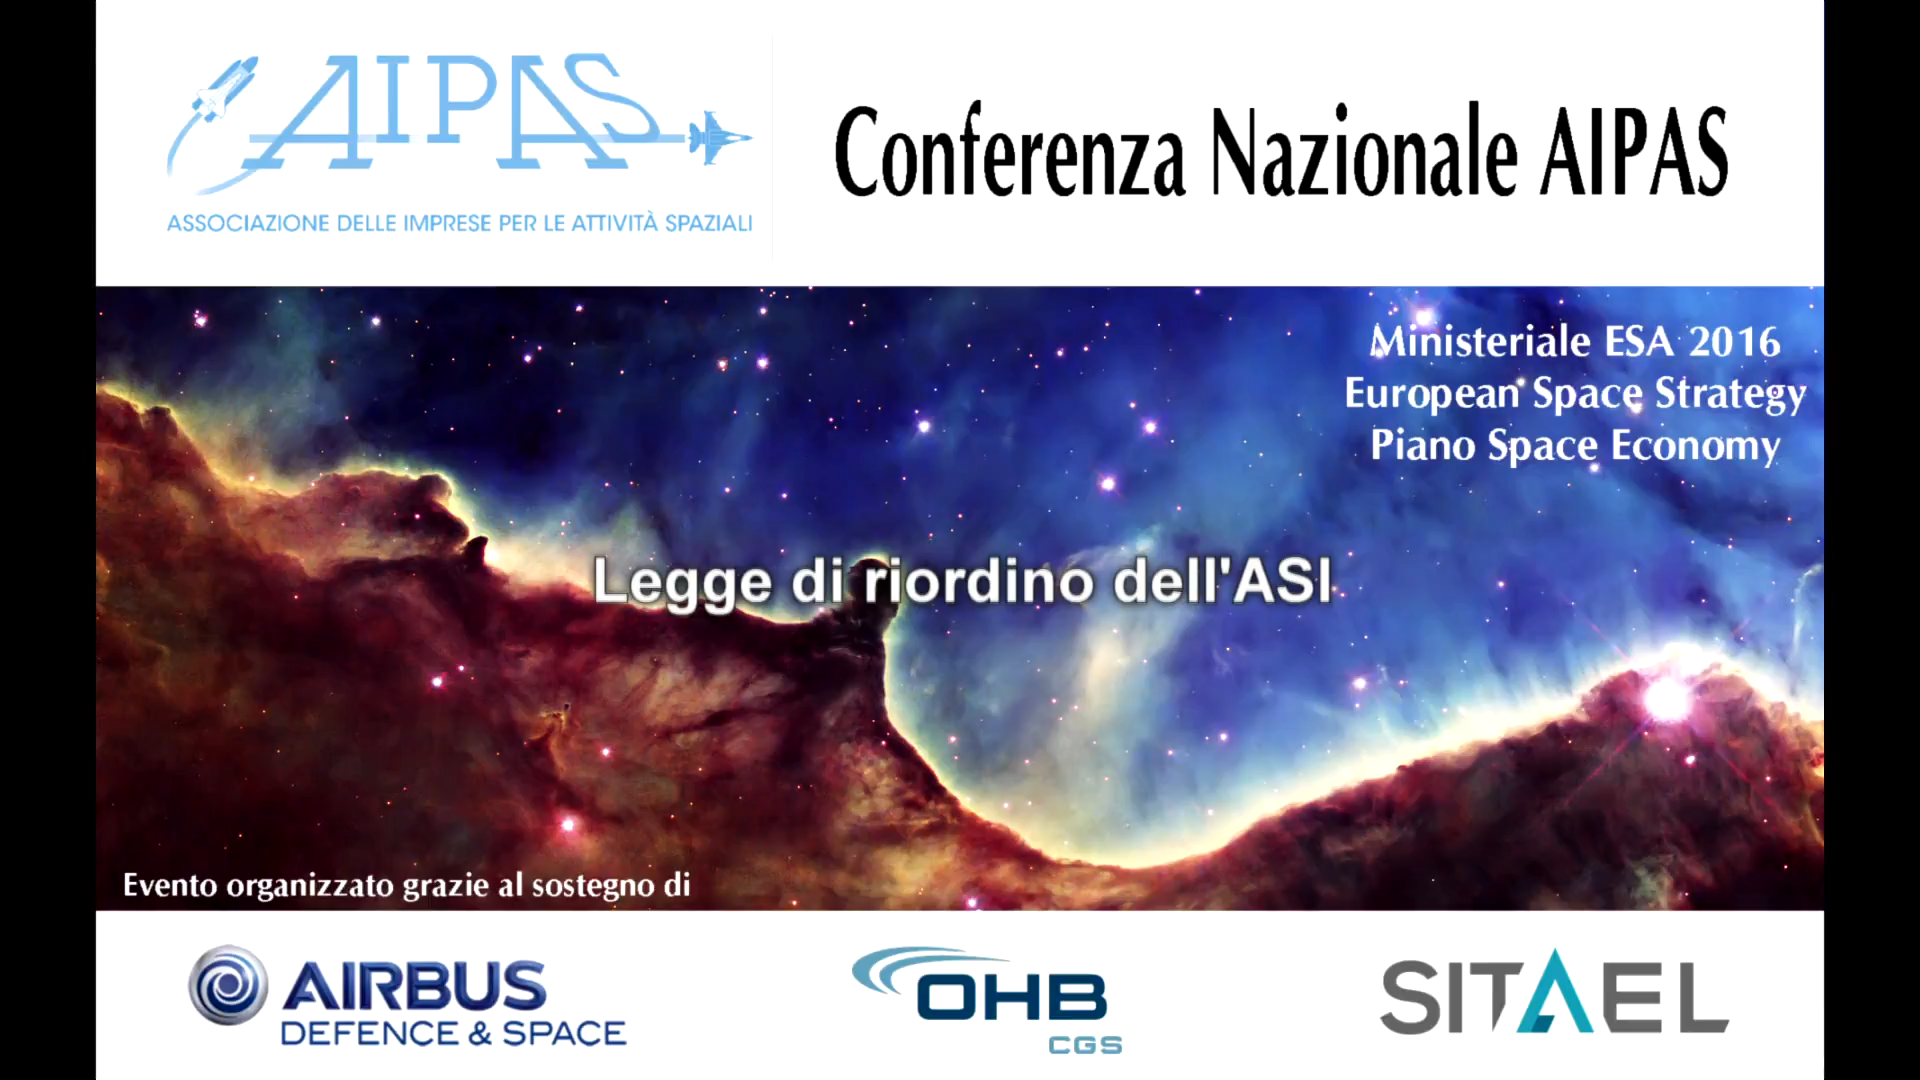 AIPAS
ASSOCIAZIONE DELLE IMPRESE PER LE ATTIVITÀ SPAZIALI
Conferenza Nazionale AIPAS
Ministeriale ESA 2016
European Space Strategy
Piano Space Economy
Legge di riordino dell'ASI
Evento organizzato grazie al sostegno di
AIRBUS
DEFENCE & SPACE
OHB
CGS
SITAEL